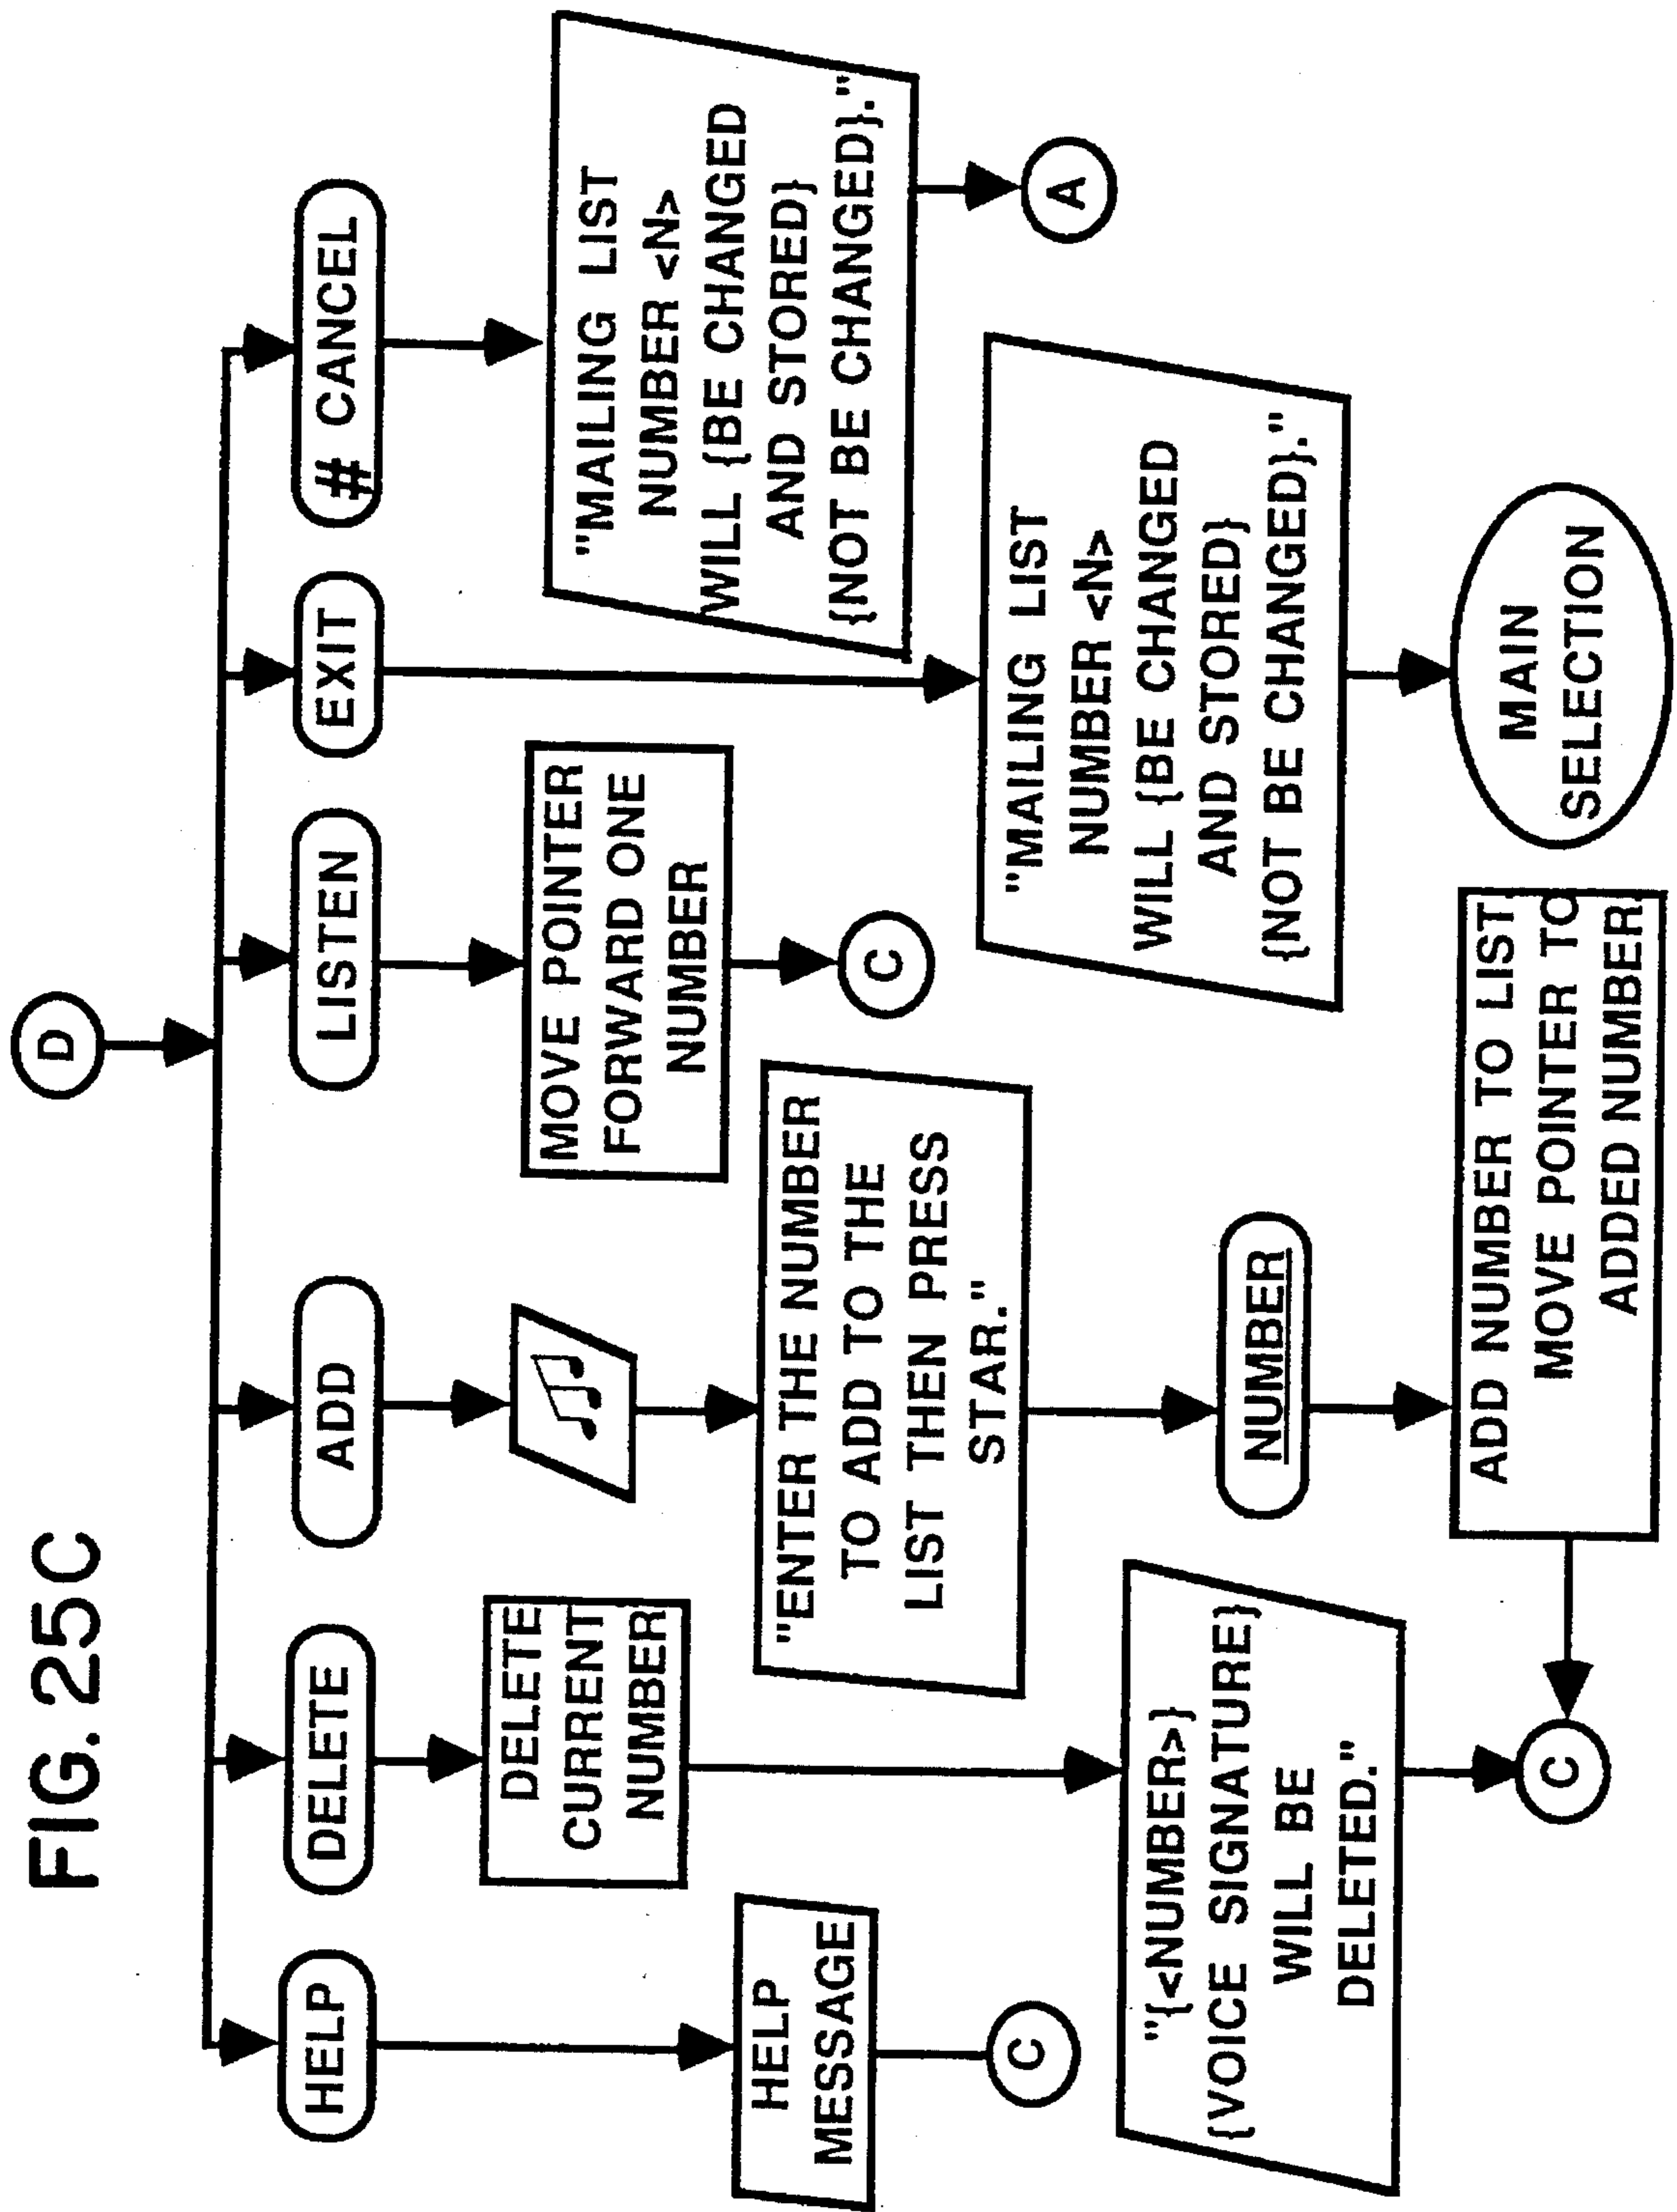 FIG. 25C
D
HELP
DELETE
ADD
LISTEN
EXIT
# CANCEL
HELP
MESSAGE
C
DELETE
CURRENT
NUMBER
"{<NUMBER>}
{VOICE SIGNATURE}
WILL BE
DELETED."
C
"ENTER THE NUMBER
TO ADD TO THE
LIST THEN PRESS
STAR."
NUMBER
ADD NUMBER TO LIST
MOVE POINTER TO
ADDED NUMBER
MOVE POINTER
FORWARD ONE
NUMBER
C
"MAILING LIST
NUMBER <N>
WILL {BE CHANGED
AND STORED}
{NOT BE CHANGED}."
MAIN
SELECTION
"MAILING LIST
NUMBER <N>
WILL {BE CHANGED
AND STORED}
{NOT BE CHANGED}."
A